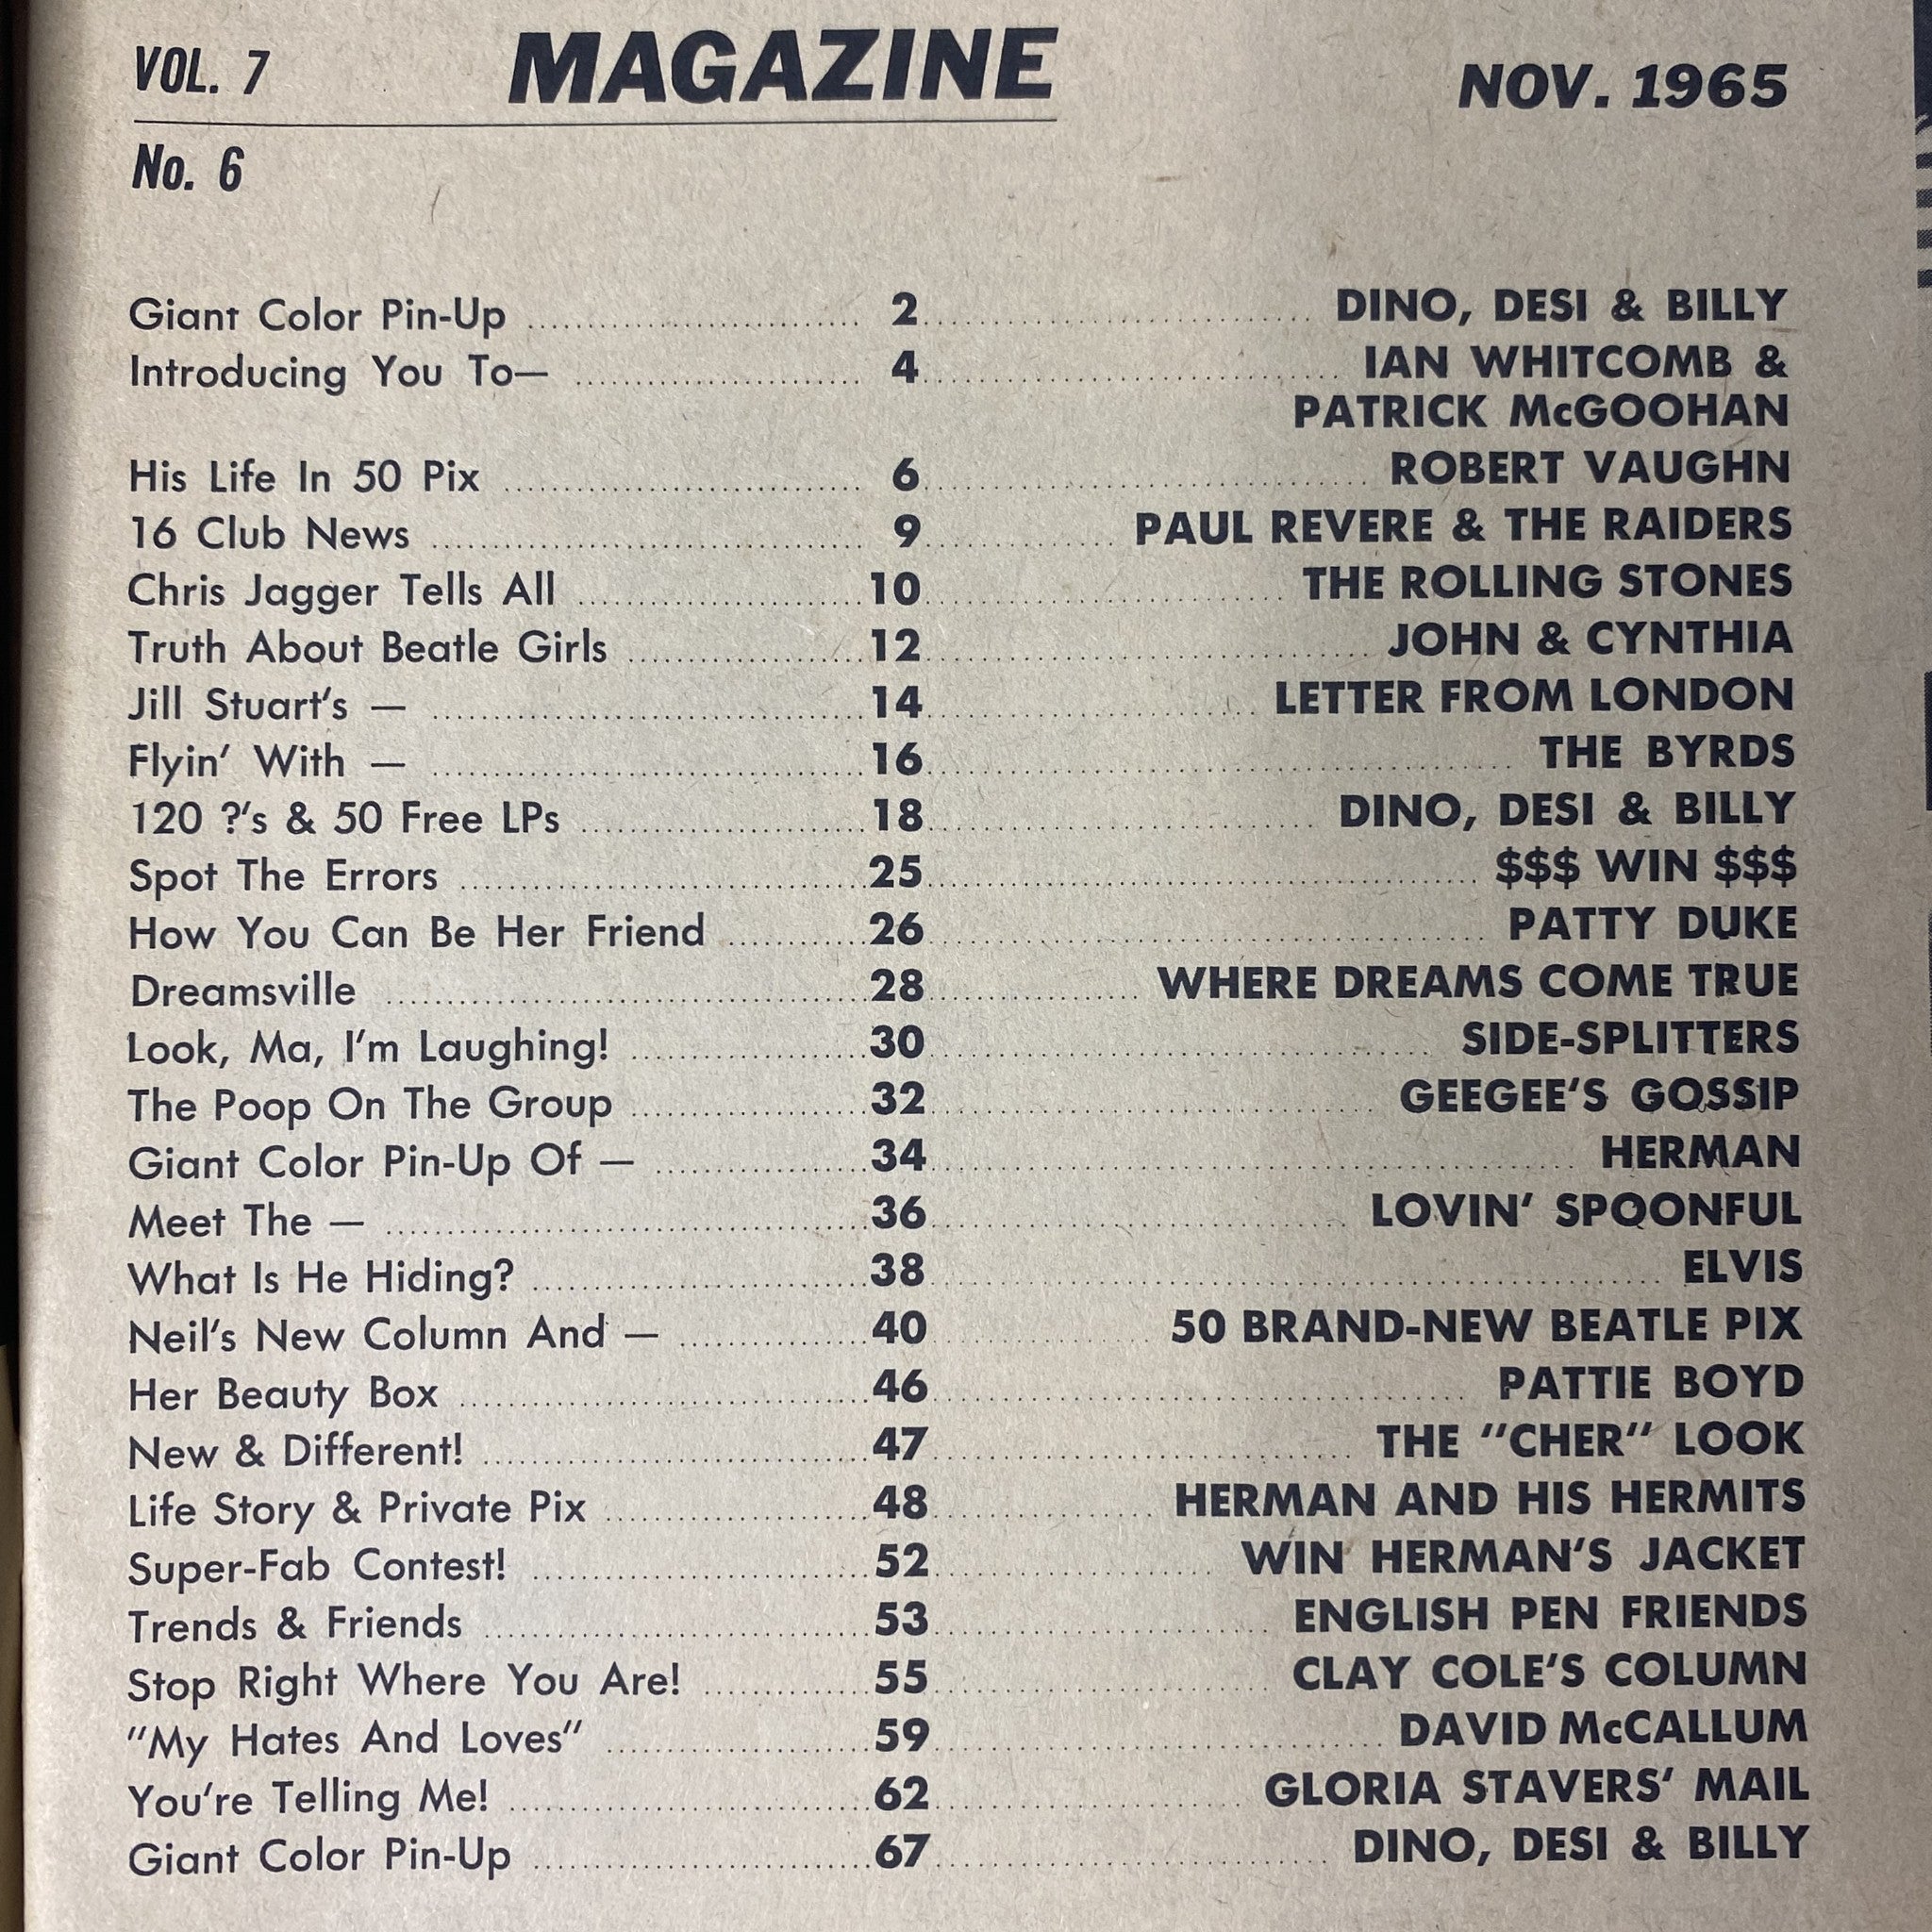 VOL. 7 MAGAZINE NOV. 1965
No. 6
Giant Color Pin-Up 2 DINO, DESI & BILLY
Introducing You To— 4 IAN WHITCOMB &
PATRICK McGOOHAN
His Life In 50 Pix 6 ROBERT VAUGHN
16 Club News 9 PAUL REVERE & THE RAIDERS
Chris Jagger Tells All 10 THE ROLLING STONES
Truth About Beatle Girls 12 JOHN & CYNTHIA
Jill Stuart's — 14 LETTER FROM LONDON
Flyin' With — 16 THE BYRDS
120 ?'s & 50 Free LPs 18 DINO, DESI & BILLY
Spot The Errors 25 $$$ WIN $$$
How You Can Be Her Friend 26 PATTY DUKE
Dreamsville 28 WHERE DREAMS COME TRUE
Look, Ma, I'm Laughing! 30 SIDE-SPLITTERS
The Poop On The Group 32 GEEGEE'S GOSSIP
Giant Color Pin-Up Of — 34 HERMAN
Meet The — 36 LOVIN' SPOONFUL
What Is He Hiding? 38 ELVIS
Neil's New Column And — 40 50 BRAND-NEW BEATLE PIX
Her Beauty Box 46 PATTIE BOYD
New & Different! 47 THE "CHER" LOOK
Life Story & Private Pix 48 HERMAN AND HIS HERMITS
Super-Fab Contest! 52 WIN HERMAN'S JACKET
Trends & Friends 53 ENGLISH PEN FRIENDS
Stop Right Where You Are! 55 CLAY COLE'S COLUMN
"My Hates And Loves" 59 DAVID McCALLUM
You're Telling Me! 62 GLORIA STAVERS' MAIL
Giant Color Pin-Up 67 DINO, DESI & BILLY